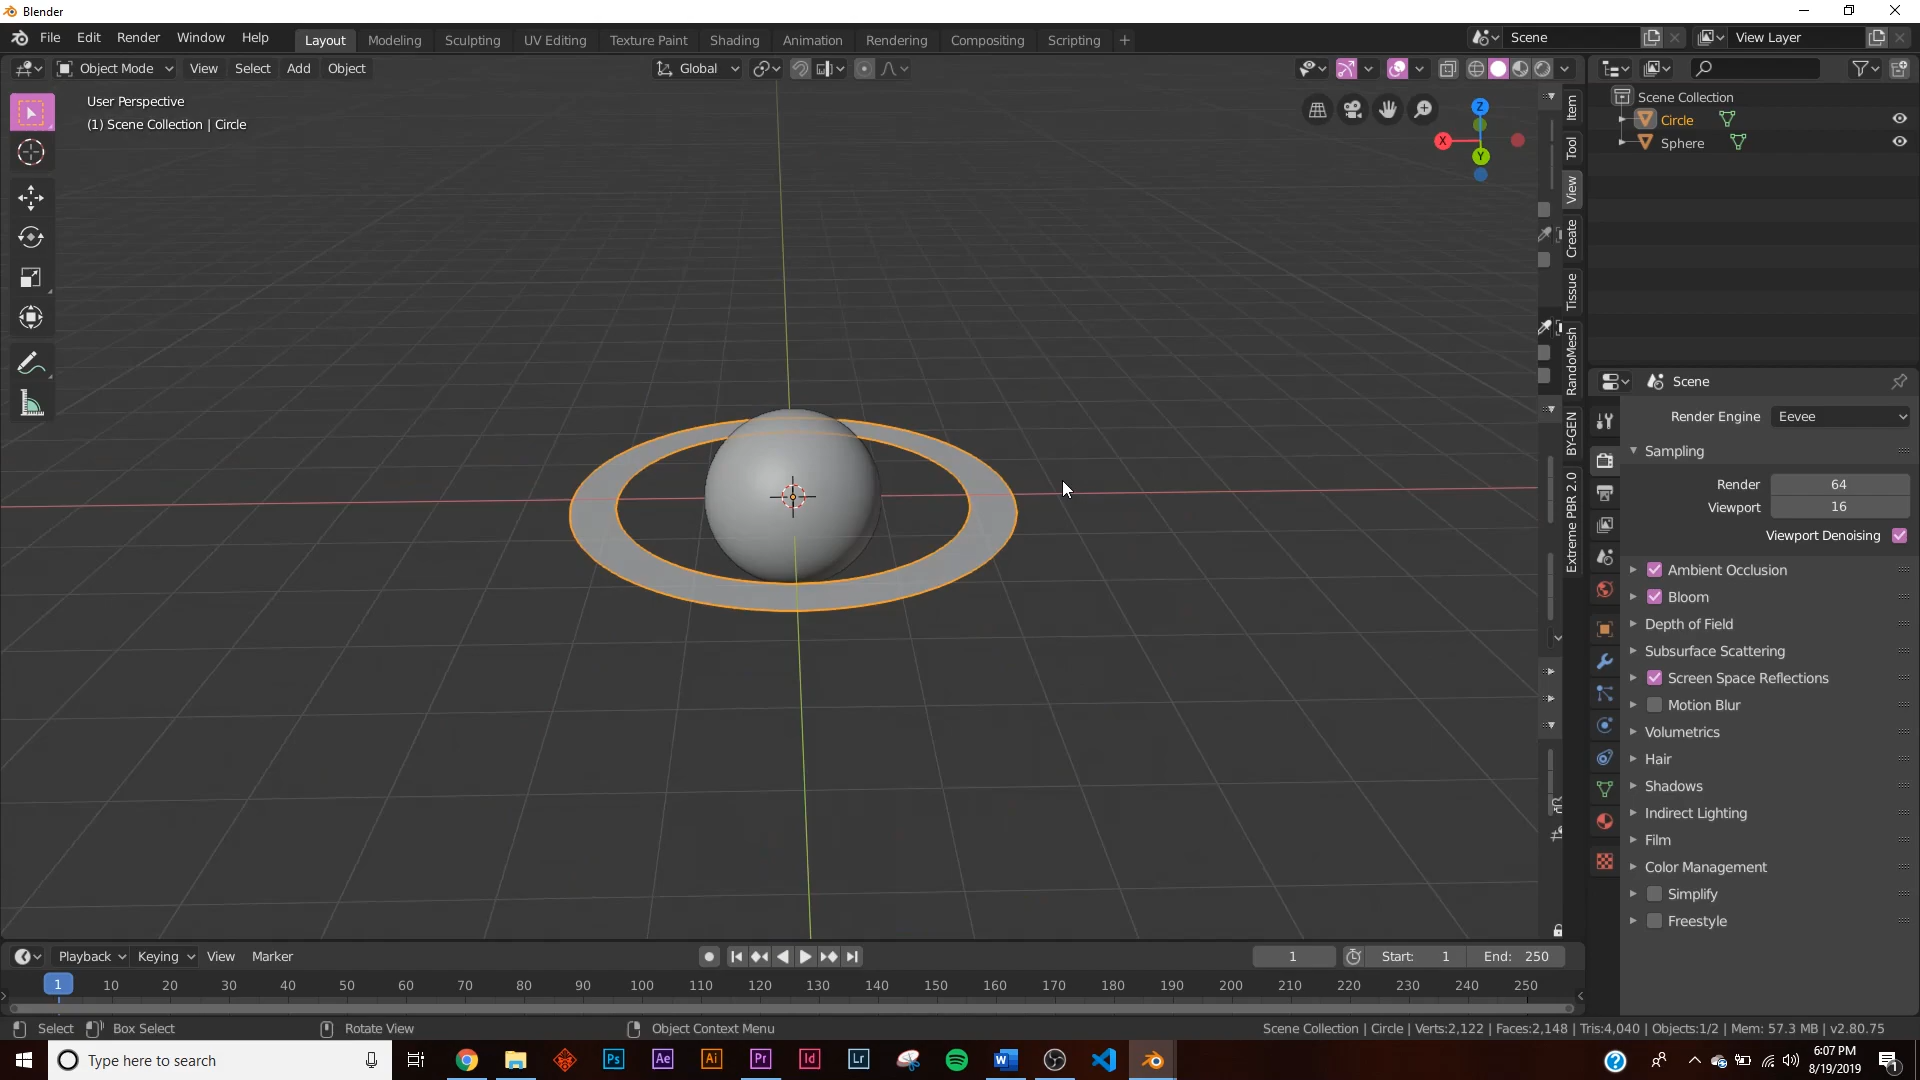 Blender
File Edit Render Window Help Layout Modeling Sculpting UV Editing Texture Paint Shading Animation Rendering Compositing Scripting + Scene View Layer
Object Mode View Select Add Object Global
User Perspective
(1) Scene Collection | Circle
Z
X
Y
Item
Tool
View
Create
Tissue
RandoMesh
BY-GEN
Extreme PBR 2.0
Scene Collection
Circle
Sphere
Scene
Render Engine Eevee
Sampling
Render 64
Viewport 16
Viewport Denoising
Ambient Occlusion
Bloom
Depth of Field
Subsurface Scattering
Screen Space Reflections
Motion Blur
Volumetrics
Hair
Shadows
Indirect Lighting
Film
Color Management
Simplify
Freestyle
Playback Keying View Marker 1 Start: 1 End: 250
1 10 20 30 40 50 60 70 80 90 100 110 120 130 140 150 160 170 180 190 200 210 220 230 240 250
Select Box Select Rotate View Object Context Menu Scene Collection | Circle | Verts:2,122 | Faces:2,148 | Tris:4,040 | Objects:1/2 | Mem: 57.3 MB | v2.80.75
Type here to search Ps Ae Ai Pr Id Lr 6:07 PM
8/19/2019
1